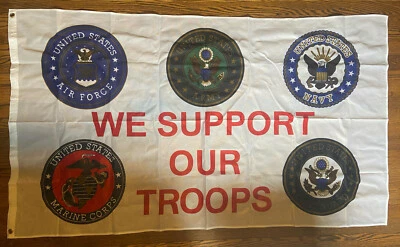 UNITED STATES
AIR FORCE
UNITED STATES
NAVY
WE SUPPORT
OUR
TROOPS
UNITED STATES
MARINE CORPS